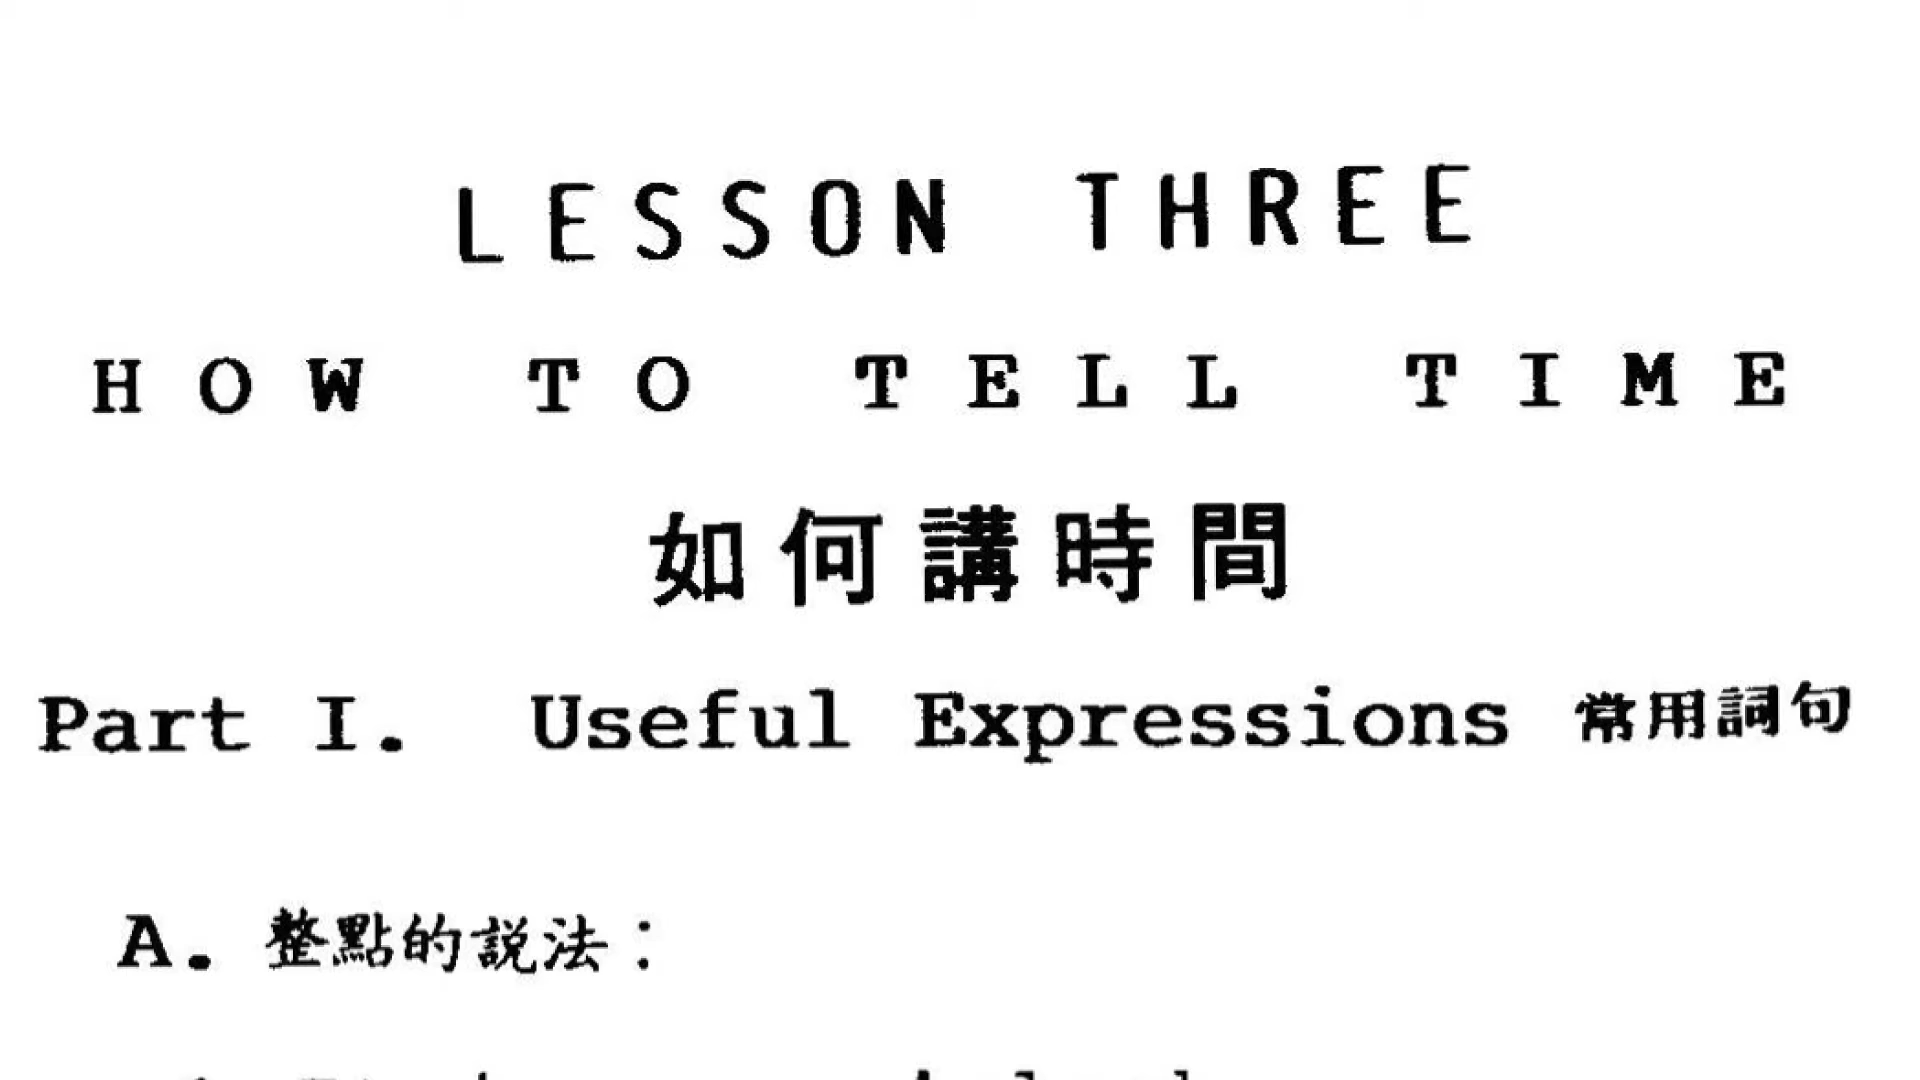 LESSON THREE
HOW TO TELL TIME
如何講時間
Part I. Useful Expressions 常用詞句
A. 整點的説法：